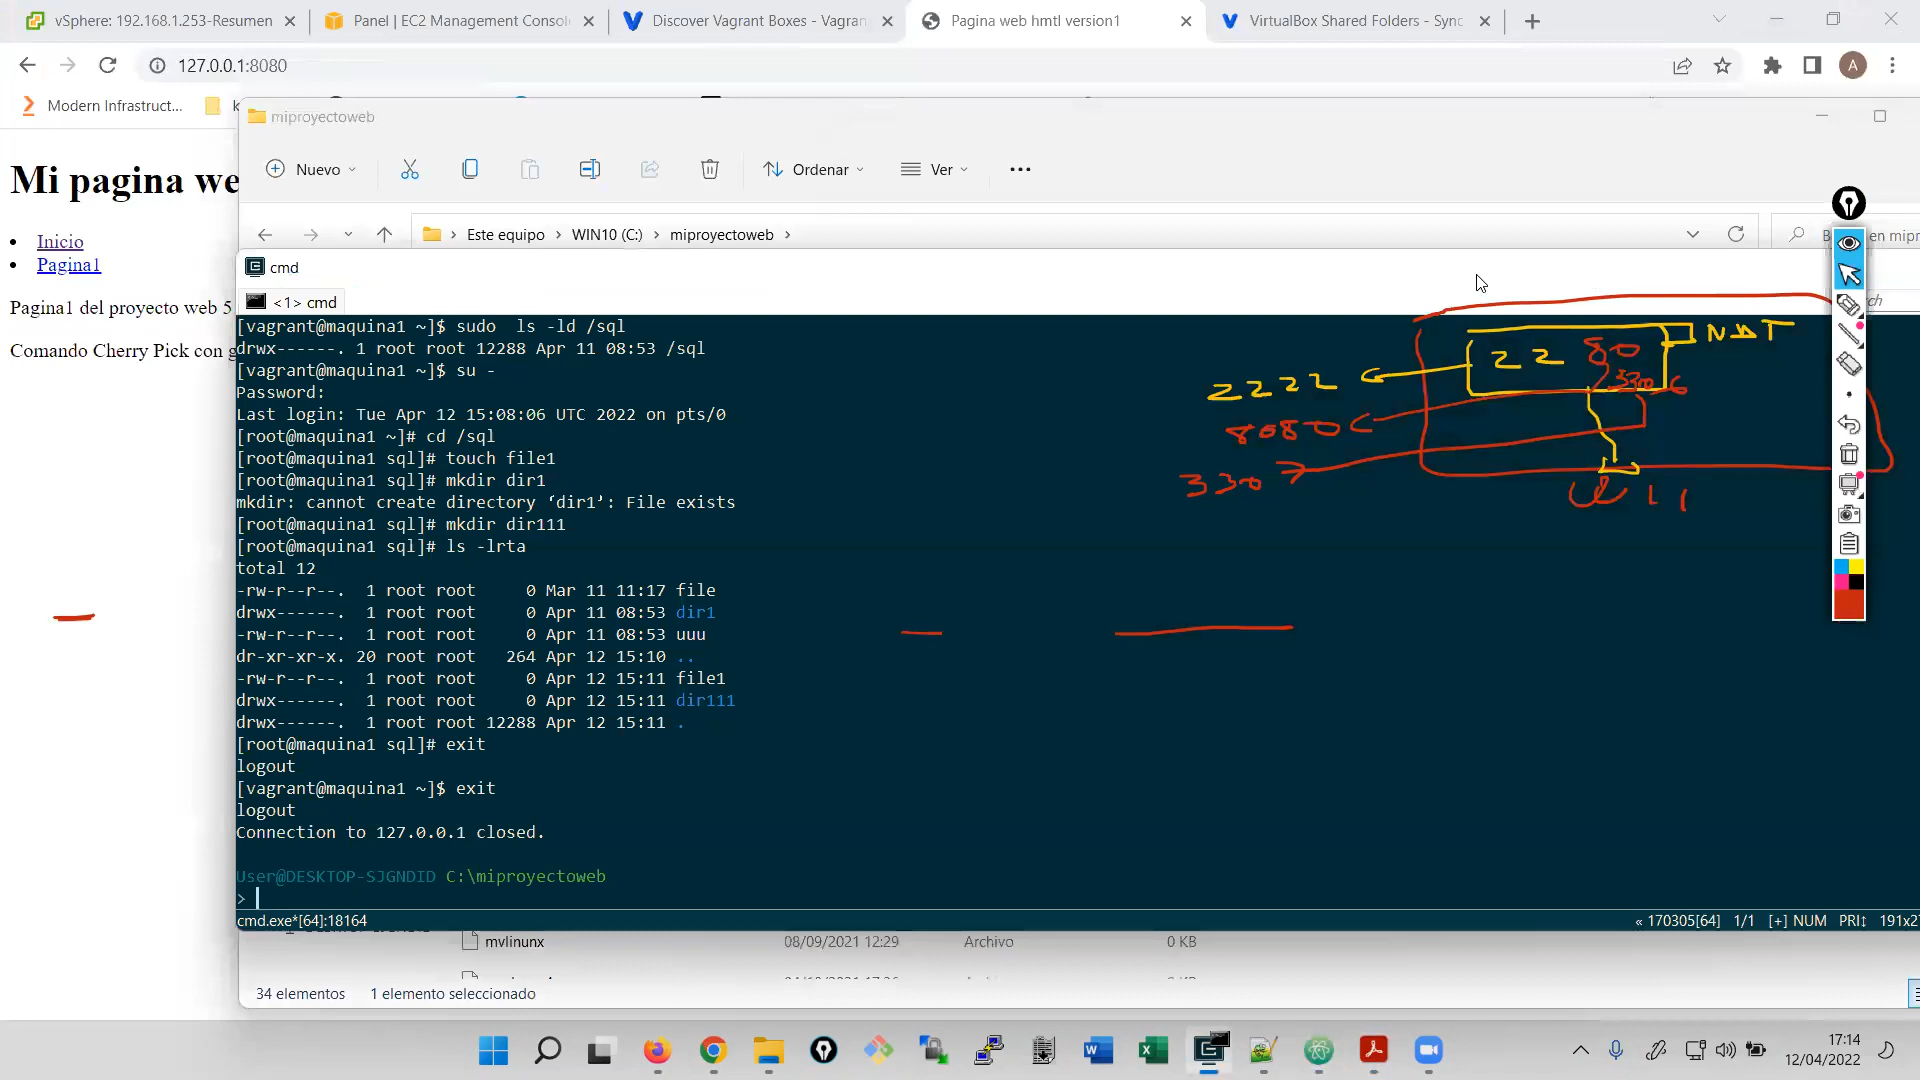 vSphere: 192.168.1.253-Resumen
Panel | EC2 Management Consol
Discover Vagrant Boxes - Vagran
Pagina web hmtl version1
VirtualBox Shared Folders - Sync
127.0.0.1:8080
A
Modern Infrastruct...
k
miproyectoweb
Mi pagina we
Nuevo
Ordenar
Ver
Inicio
Pagina1
Este equipo > WIN10 (C:) > miproyectoweb >
en mipr
Pagina1 del proyecto web 5
Comando Cherry Pick con g
cmd
<1> cmd
[vagrant@maquina1 ~]$ sudo  ls -ld /sql
drwx------. 1 root root 12288 Apr 11 08:53 /sql
[vagrant@maquina1 ~]$ su -
Password:
Last login: Tue Apr 12 15:08:06 UTC 2022 on pts/0
[root@maquina1 ~]# cd /sql
[root@maquina1 sql]# touch file1
[root@maquina1 sql]# mkdir dir1
mkdir: cannot create directory ‘dir1’: File exists
[root@maquina1 sql]# mkdir dir111
[root@maquina1 sql]# ls -lrta
total 12
-rw-r--r--.  1 root root     0 Mar 11 11:17 file
drwx------.  1 root root     0 Apr 11 08:53 dir1
-rw-r--r--.  1 root root     0 Apr 11 08:53 uuu
dr-xr-xr-x. 20 root root   264 Apr 12 15:10 ..
-rw-r--r--.  1 root root     0 Apr 12 15:11 file1
drwx------.  1 root root     0 Apr 12 15:11 dir111
drwx------.  1 root root 12288 Apr 12 15:11 .
[root@maquina1 sql]# exit
logout
[vagrant@maquina1 ~]$ exit
logout
Connection to 127.0.0.1 closed.
User@DESKTOP-SJGNDID C:\miproyectoweb
>
22 80 NAT
3306
2222
8080
330
cmd.exe*[64]:18164
« 170305[64] 1/1 [+] NUM PRI↕ 191x2
mvlinunx 08/09/2021 12:29 Archivo 0 KB
34 elementos 1 elemento seleccionado
17:14
12/04/2022